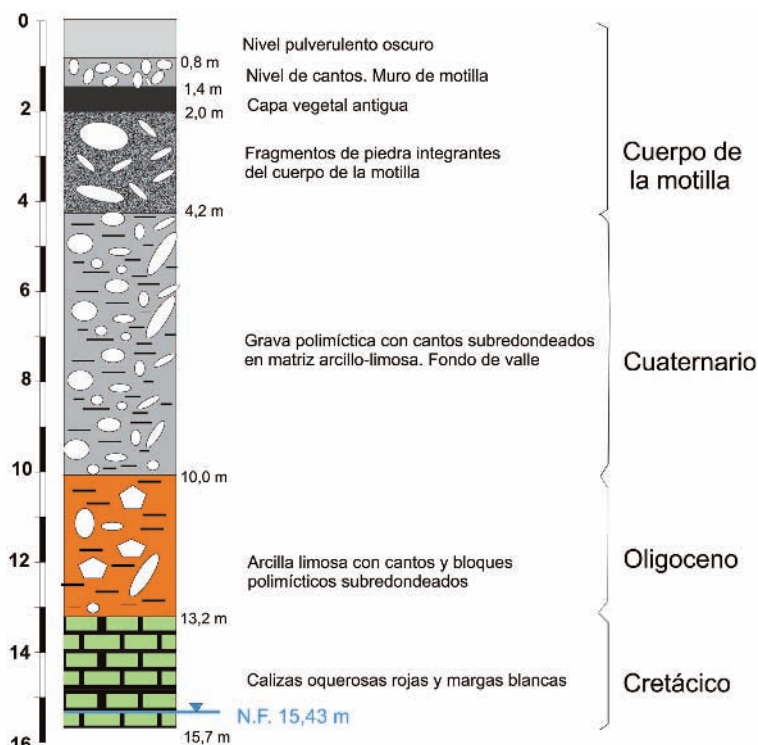 0
Nivel pulverulento oscuro
0,8 m
Nivel de cantos. Muro de motilla
1,4 m
Capa vegetal antigua
2
2,0 m
Fragmentos de piedra integrantes
del cuerpo de la motilla
Cuerpo de
la motilla
4
4,2 m
6
Grava polimíctica con cantos subredondeados
en matriz arcillo-limosa. Fondo de valle
Cuaternario
8
10
10,0 m
12
Arcilla limosa con cantos y bloques
polimícticos subredondeados
Oligoceno
13,2 m
14
Calizas oquerosas rojas y margas blancas
Cretácico
N.F. 15,43 m
15,7 m
16